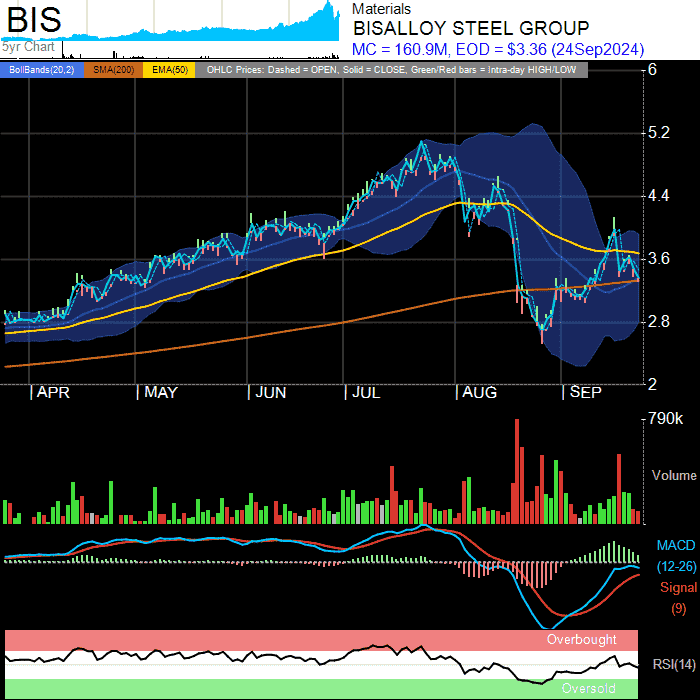 BIS
5yr Chart
Materials
BISALLOY STEEL GROUP
MC = 160.9M, EOD = $3.36 (24Sep2024)
BollBands(20,2) SMA(200) EMA(50) OHLC Prices: Dashed = OPEN, Solid = CLOSE, Green/Red bars = Intra-day HIGH/LOW
6
5.2
4.4
3.6
2.8
2
APR MAY JUN JUL AUG SEP
790k
Volume
MACD
(12-26)
Signal
(9)
Overbought
RSI(14)
Oversold